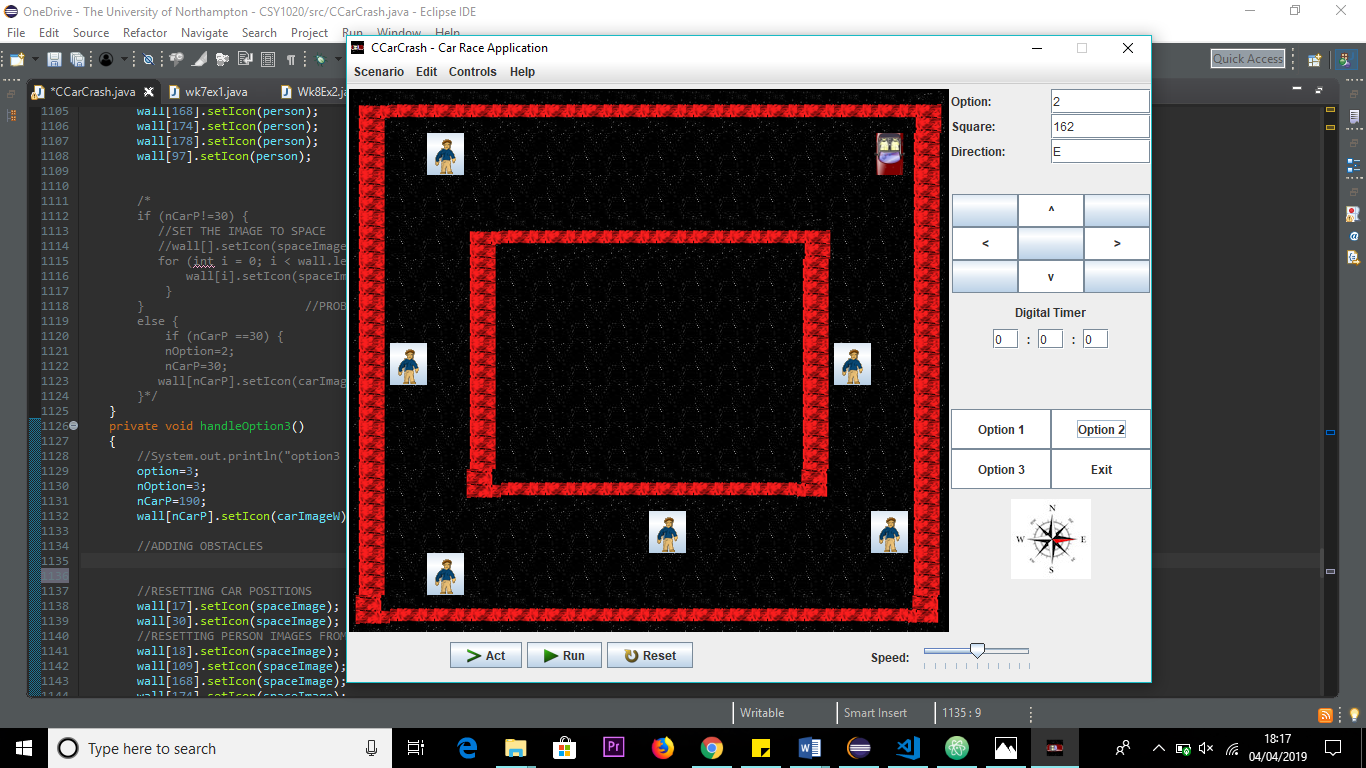 OneDrive - The University of Northampton - CSY1020/src/CCarCrash.java - Eclipse IDE
File Edit Source Refactor Navigate Search Project Run Window Help
Quick Access
*CCarCrash.java
wk7ex1.java
Wk8Ex2.ja
1105 wall[168].setIcon(person);
1106 wall[174].setIcon(person);
1107 wall[178].setIcon(person);
1108 wall[97].setIcon(person);
1109
1110
1111 /*
1112 if (nCarP!=30) {
1113 //SET THE IMAGE TO SPACE
1114 //wall[].setIcon(spaceImage
1115 for (int i = 0; i < wall.le
1116 wall[i].setIcon(spaceIm
1117 }
1118 } //PROB
1119 else {
1120 if (nCarP ==30) {
1121 nOption=2;
1122 nCarP=30;
1123 wall[nCarP].setIcon(carImag
1124 }*/
1125 }
1126 private void handleOption3()
1127 {
1128 //System.out.println("option3
1129 option=3;
1130 nOption=3;
1131 nCarP=190;
1132 wall[nCarP].setIcon(carImageW)
1133
1134 //ADDING OBSTACLES
1135
1136
1137 //RESETTING CAR POSITIONS
1138 wall[17].setIcon(spaceImage);
1139 wall[30].setIcon(spaceImage);
1140 //RESETTING PERSON IMAGES FROM
1141 wall[18].setIcon(spaceImage);
1142 wall[109].setIcon(spaceImage);
1143 wall[168].setIcon(spaceImage);
1144 wall[174].setIcon(spaceImage);
CCarCrash - Car Race Application
Scenario Edit Controls Help
Option: 2
Square: 162
Direction: E
^
< >
v
Digital Timer
0 : 0 : 0
Option 1 Option 2
Option 3 Exit
N
W E
S
Act Run Reset
Speed:
Writable Smart Insert 1135 : 9
Type here to search
Pr
18:17
04/04/2019